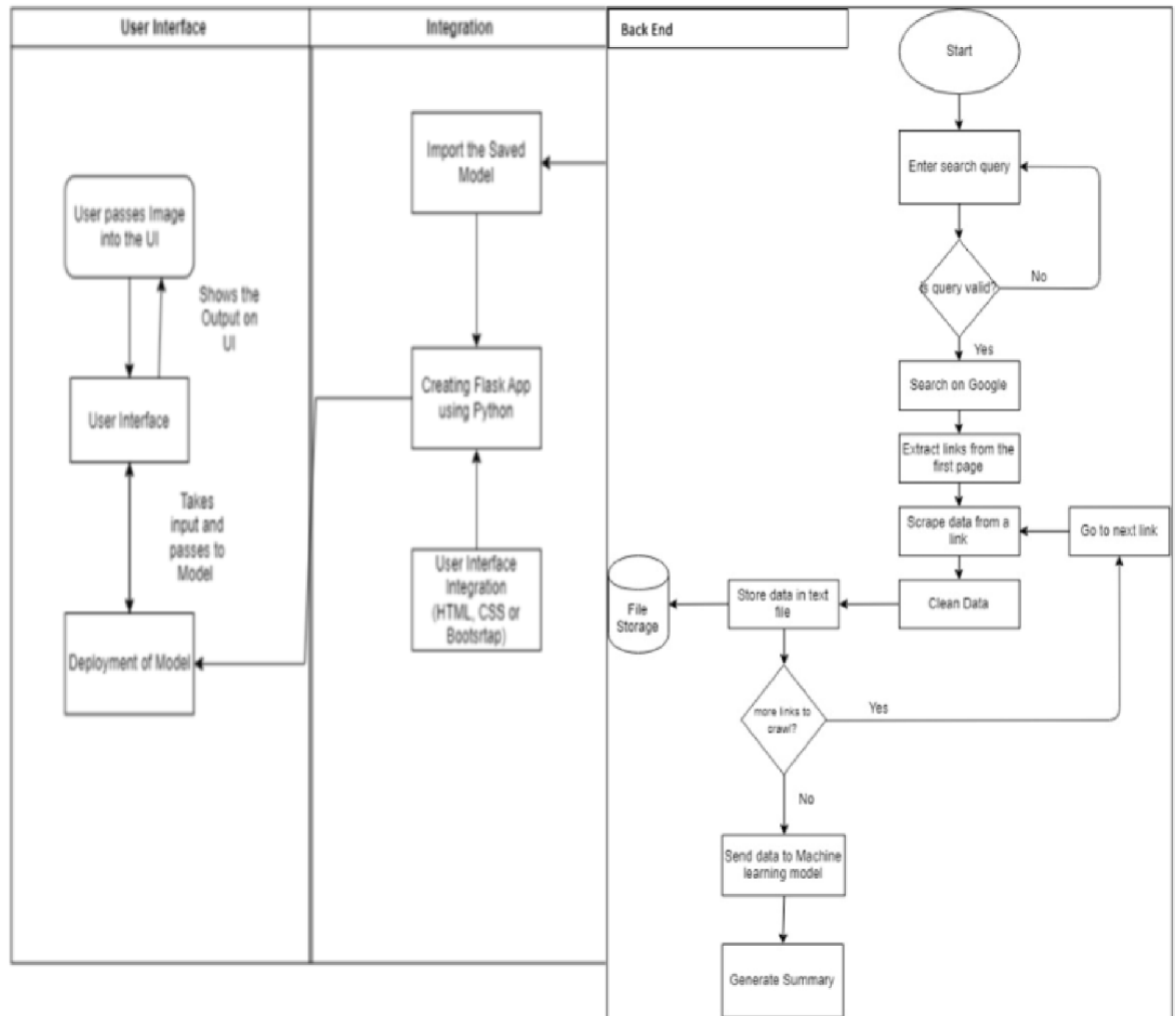 User Interface
Integration
Back End
User passes Image
into the UI
Shows the
Output on
UI
User Interface
Takes
input and
passes to
Model
Deployment of Model
Import the Saved
Model
Creating Flask App
using Python
User Interface
Integration
(HTML, CSS or
Bootsrtap)
Start
Enter search query
is query valid?
No
Yes
Search on Google
Extract links from the
first page
Scrape data from a
link
Go to next link
Clean Data
Store data in text
file
File
Storage
more links to
crawl?
Yes
No
Send data to Machine
learning model
Generate Summary